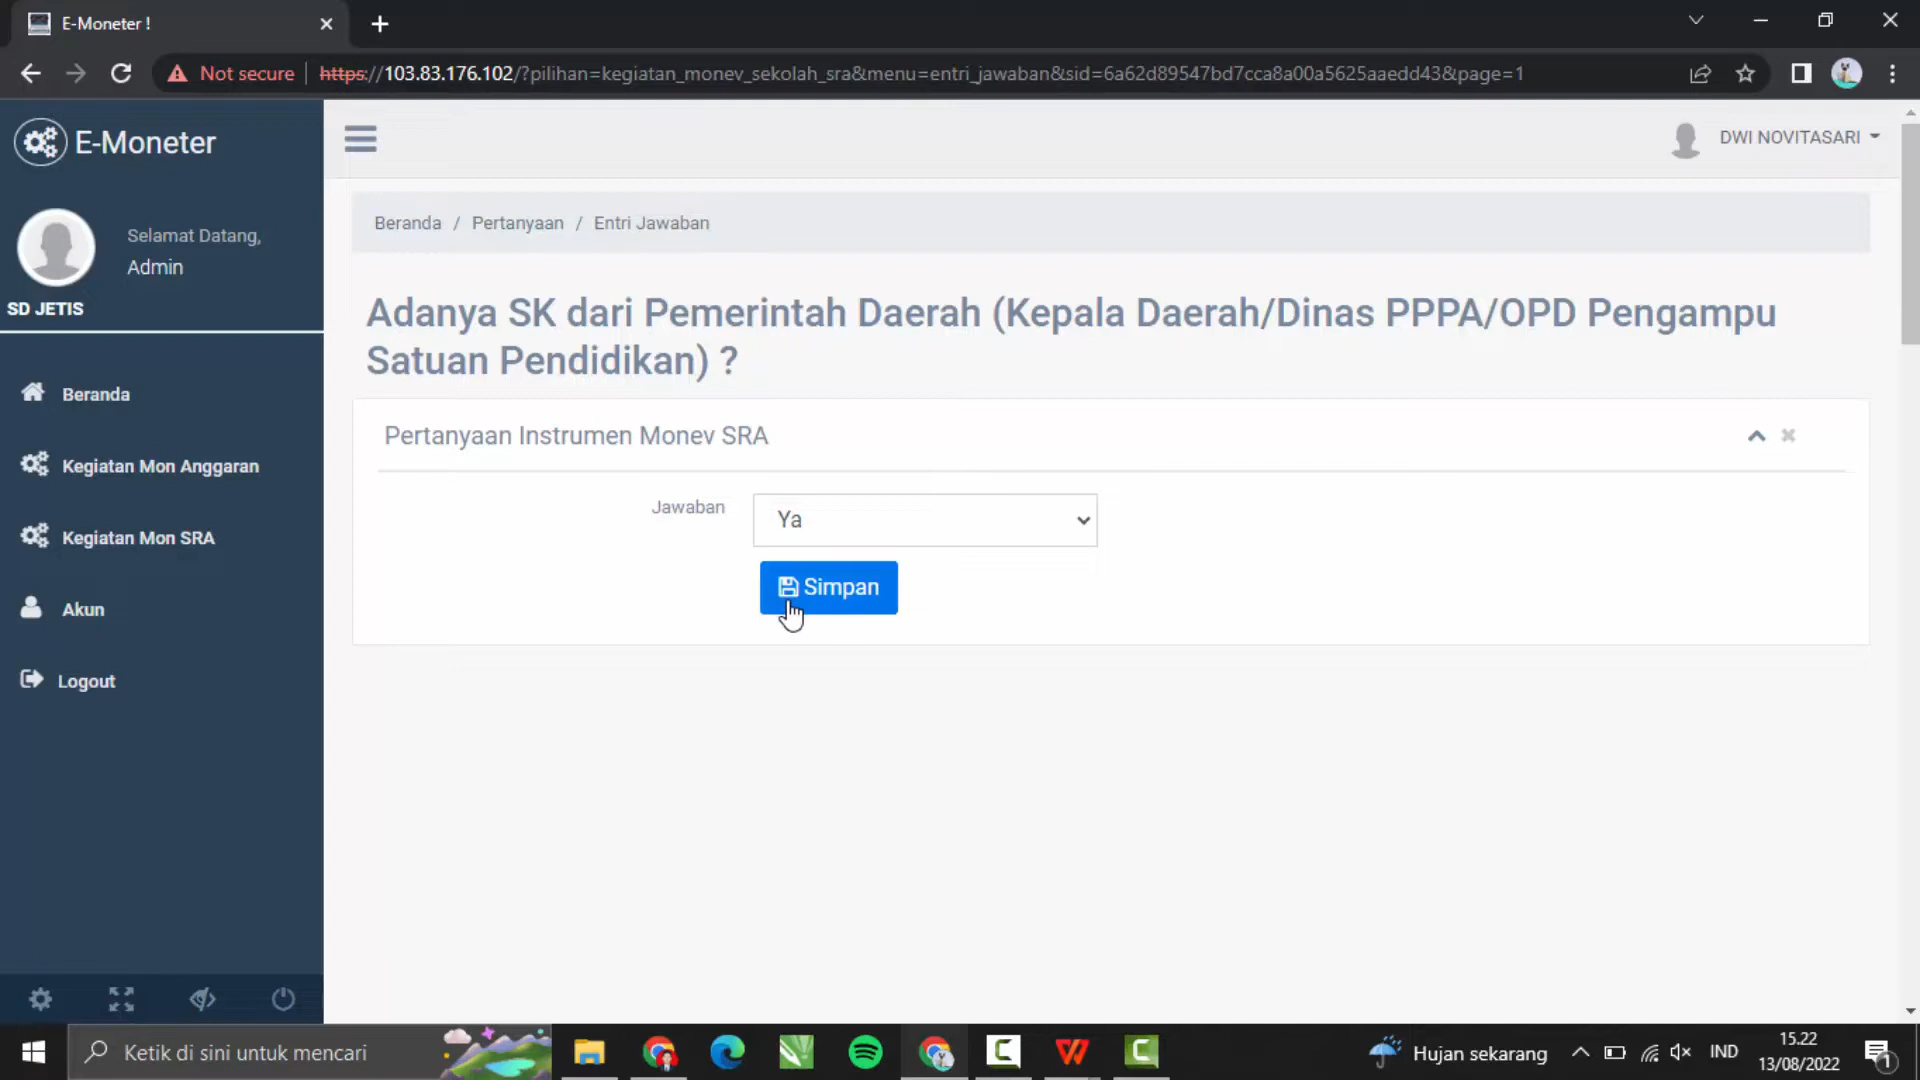 E-Moneter !
Not secure
https://103.83.176.102/?pilihan=kegiatan_monev_sekolah_sra&menu=entri_jawaban&sid=6a62d89547bd7cca8a00a5625aaedd43&page=1
E-Moneter
DWI NOVITASARI
Selamat Datang,
Admin
SD JETIS
Beranda
Kegiatan Mon Anggaran
Kegiatan Mon SRA
Akun
Logout
Beranda / Pertanyaan / Entri Jawaban
Adanya SK dari Pemerintah Daerah (Kepala Daerah/Dinas PPPA/OPD Pengampu
Satuan Pendidikan) ?
Pertanyaan Instrumen Monev SRA
Jawaban
Ya
Simpan
Ketik di sini untuk mencari
Hujan sekarang
IND
15.22
13/08/2022
1